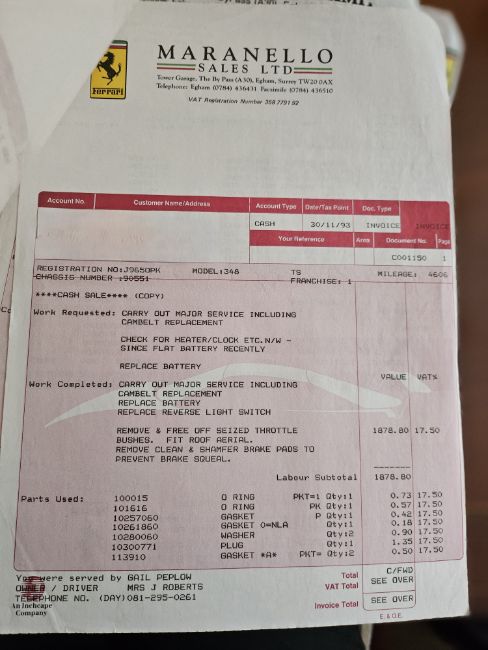 MARANELLO
SALES LTD
Tower Garage, The By Pass (A30), Egham, Surrey TW20 0AX
Telephone: Egham (0784) 436431 Facsimile (0784) 436510
VAT Registration Number 358 7791 92
Ferrari
Account No. Customer Name/Address Account Type Date/Tax Point Doc. Type
CASH 30/11/93 INVOICE INVOICE
Your Reference Area Document No. Page
C001150 1
REGISTRATION NO:J965OPK MODEL:348 TS MILEAGE: 4606
CHASSIS NUMBER :90551 FRANCHISE: 1
****CASH SALE**** (COPY)
Work Requested: CARRY OUT MAJOR SERVICE INCLUDING
CAMBELT REPLACEMENT
CHECK FOR HEATER/CLOCK ETC.N/W -
SINCE FLAT BATTERY RECENTLY
REPLACE BATTERY
VALUE VAT%
Work Completed: CARRY OUT MAJOR SERVICE INCLUDING
CAMBELT REPLACEMENT
REPLACE BATTERY
REPLACE REVERSE LIGHT SWITCH
REMOVE & FREE OFF SEIZED THROTTLE 1878.80 17.50
BUSHES. FIT ROOF AERIAL.
REMOVE CLEAN & SHAMFER BRAKE PADS TO
PREVENT BRAKE SQUEAL.
Labour Subtotal 1878.80
Parts Used: 100015 O RING PKT=1 Qty:1 0.73 17.50
101616 O RING PK Qty:1 0.57 17.50
10257060 GASKET P Qty:1 0.42 17.50
10261860 GASKET 0=NLA Qty:1 0.18 17.50
10280060 WASHER Qty:2 0.90 17.50
10300771 PLUG Qty:1 1.35 17.50
113910 GASKET *A* PKT= Qty:2 0.50 17.50
You were served by GAIL PEPLOW
OWNER / DRIVER MRS J ROBERTS
TELEPHONE NO. (DAY)081-295-0261
An Inchcape
Company
Total C/FWD
VAT Total SEE OVER
Invoice Total SEE OVER
E & O.E.